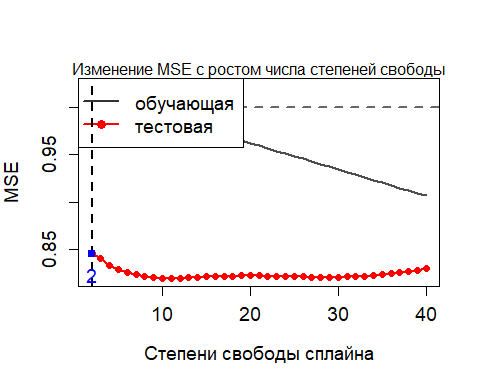 Изменение MSE с ростом числа степеней свободы
обучающая
тестовая
0.95
0.85
MSE
2
10
20
30
40
Степени свободы сплайна